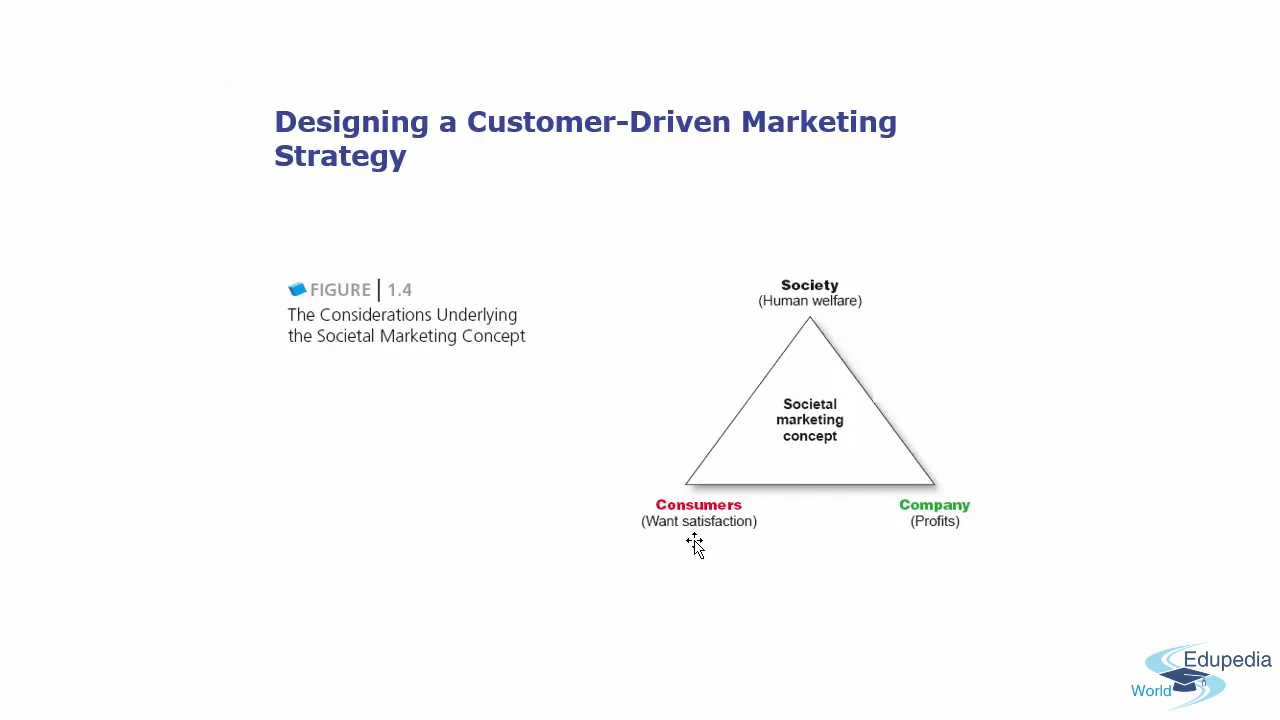 Designing a Customer-Driven Marketing
Strategy
FIGURE | 1.4
The Considerations Underlying
the Societal Marketing Concept
Society
(Human welfare)
Societal
marketing
concept
Consumers
(Want satisfaction)
Company
(Profits)
Edupedia
World